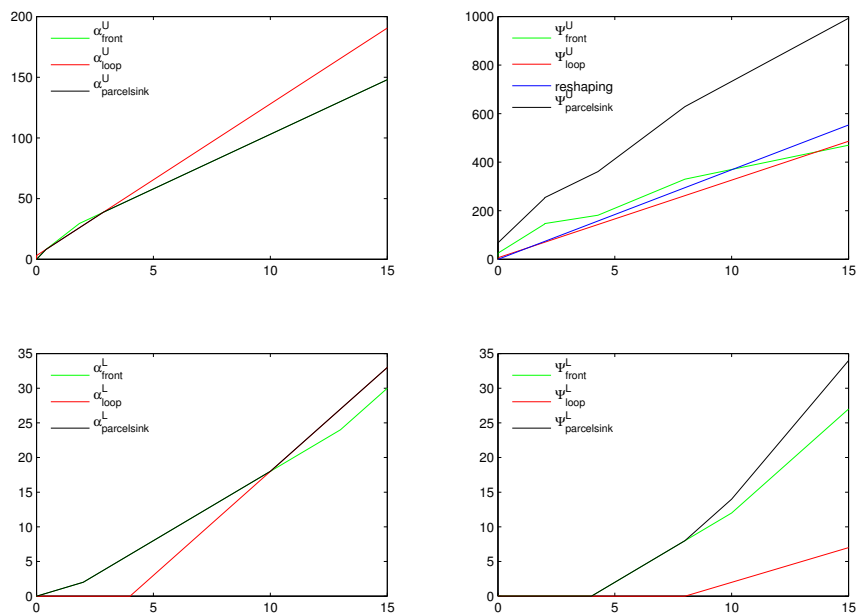 200
150
100
50
0
0 5 10 15
α^U_front
α^U_loop
α^U_parcelsink
1000
800
600
400
200
0
0 5 10 15
Ψ^U_front
Ψ^U_loop
reshaping
Ψ^U_parcelsink
35
30
25
20
15
10
5
0
0 5 10 15
α^L_front
α^L_loop
α^L_parcelsink
35
30
25
20
15
10
5
0
0 5 10 15
Ψ^L_front
Ψ^L_loop
Ψ^L_parcelsink